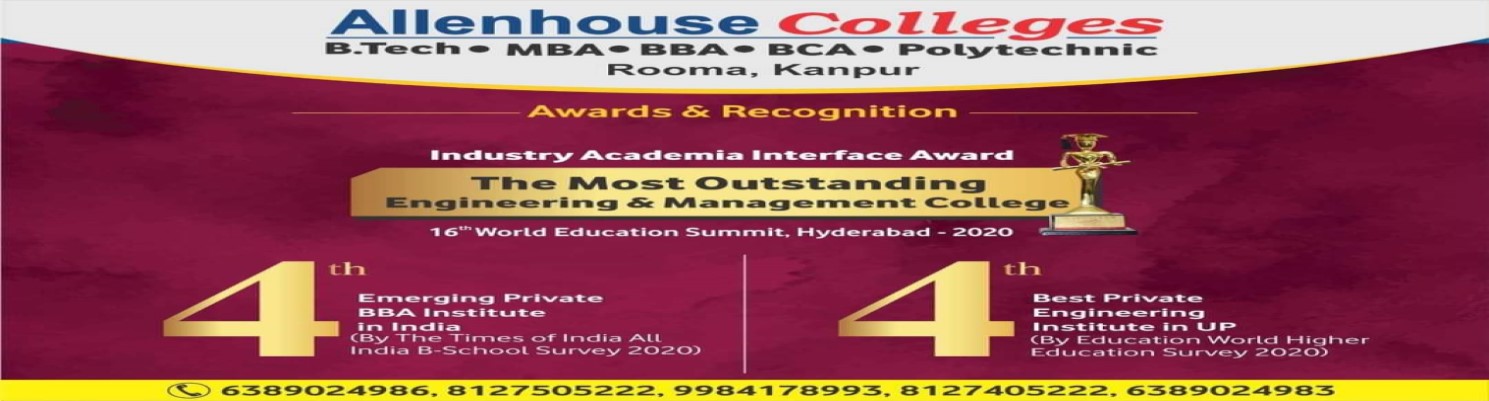 Allenhouse Colleges
B.Tech • MBA • BBA • BCA • Polytechnic
Rooma, Kanpur
Awards & Recognition
Industry Academia Interface Award
The Most Outstanding
Engineering & Management College
16th World Education Summit, Hyderabad - 2020
4th
Emerging Private
BBA Institute
in India
(By The Times of India All
India B-School Survey 2020)
4th
Best Private
Engineering
Institute in UP
(By Education World Higher
Education Survey 2020)
6389024986, 8127505222, 9984178993, 8127405222, 6389024983